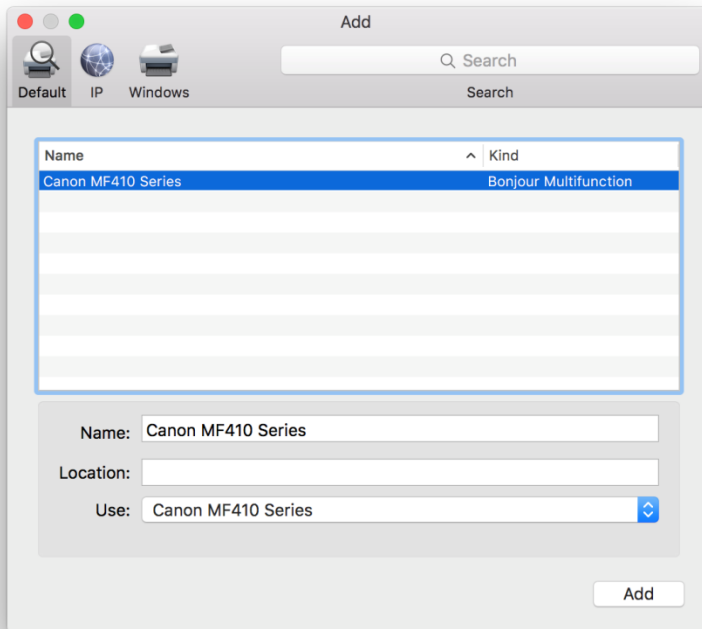 Add
Search
Default IP Windows Search
Name Kind
Canon MF410 Series Bonjour Multifunction
Name: Canon MF410 Series
Location:
Use: Canon MF410 Series
Add